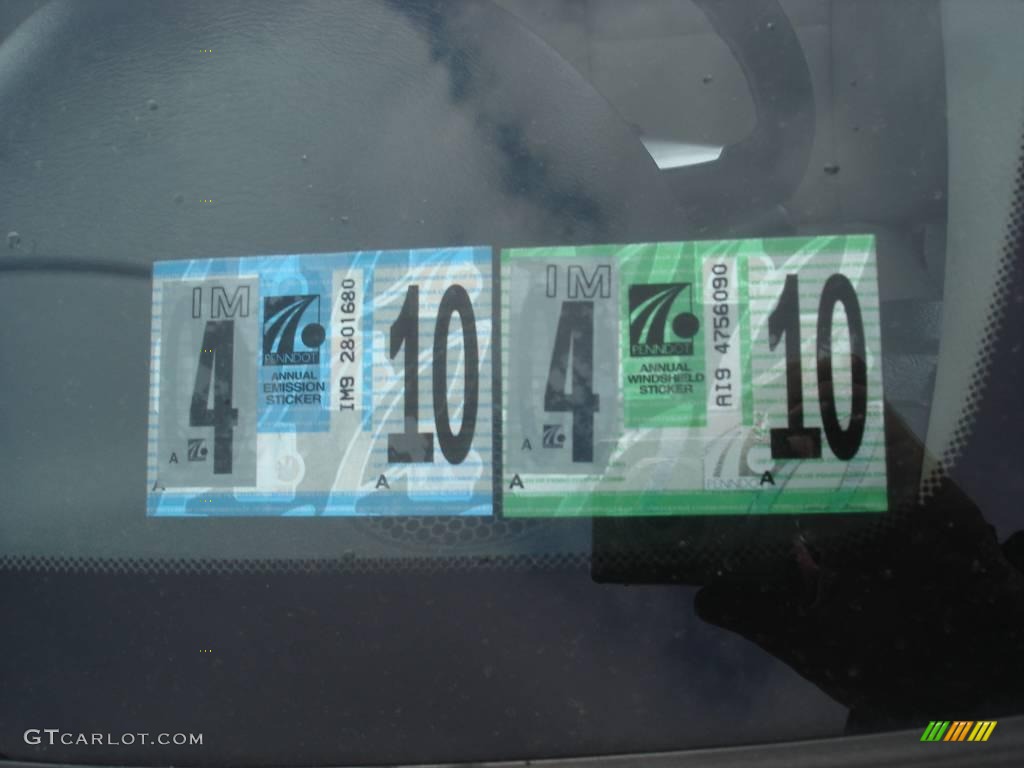 IM
4
A
A
PENNDOT
ANNUAL
EMISSION
STICKER
IM9 2801680
10
A
IM
4
A
A
PENNDOT
ANNUAL
WINDSHIELD
STICKER
AI9 4756090
10
PENNDOT
A
GTCARLOT.COM